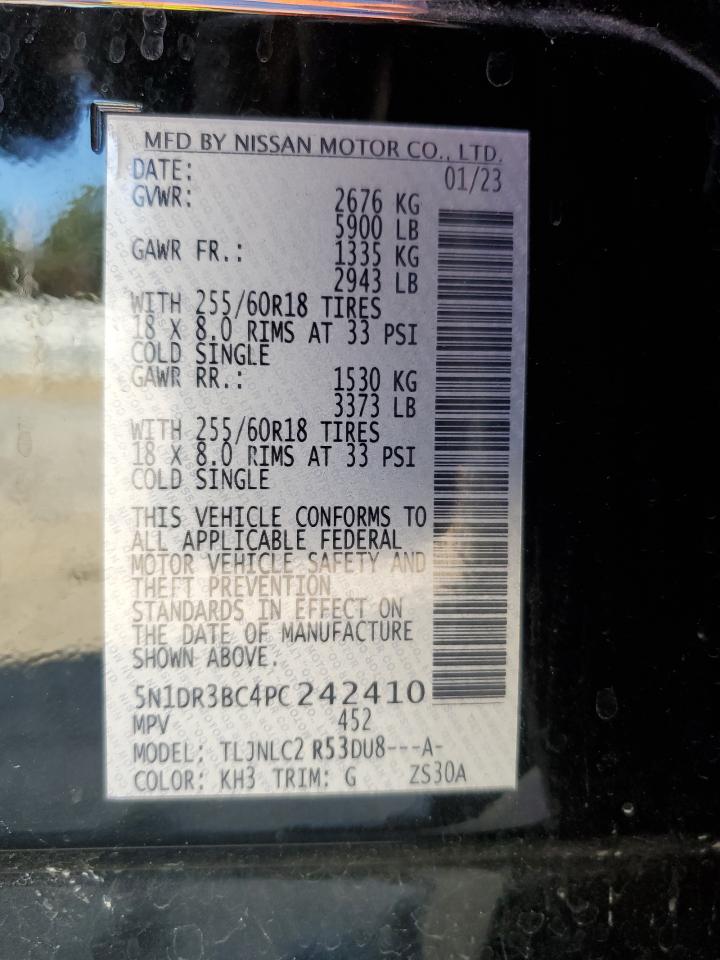 MFD BY NISSAN MOTOR CO., LTD.
DATE: 01/23
GVWR: 2676 KG
5900 LB
GAWR FR.: 1335 KG
2943 LB
WITH 255/60R18 TIRES
18 X 8.0 RIMS AT 33 PSI
COLD SINGLE
GAWR RR.: 1530 KG
3373 LB
WITH 255/60R18 TIRES
18 X 8.0 RIMS AT 33 PSI
COLD SINGLE
THIS VEHICLE CONFORMS TO
ALL APPLICABLE FEDERAL
MOTOR VEHICLE SAFETY AND
THEFT PREVENTION
STANDARDS IN EFFECT ON
THE DATE OF MANUFACTURE
SHOWN ABOVE.
5N1DR3BC4PC242410
MPV 452
MODEL: TLJNLC2 R53DU8---A-
COLOR: KH3 TRIM: G ZS30A